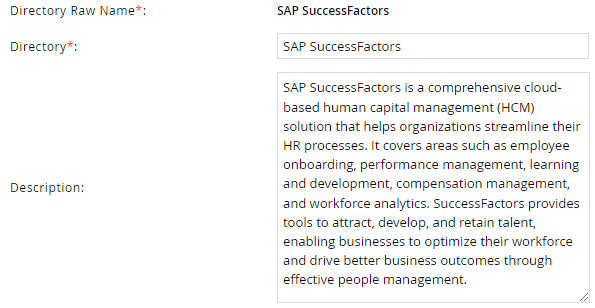 Directory Raw Name*: SAP SuccessFactors
Directory*: SAP SuccessFactors
Description:
SAP SuccessFactors is a comprehensive cloud-
based human capital management (HCM)
solution that helps organizations streamline their
HR processes. It covers areas such as employee
onboarding, performance management, learning
and development, compensation management,
and workforce analytics. SuccessFactors provides
tools to attract, develop, and retain talent,
enabling businesses to optimize their workforce
and drive better business outcomes through
effective people management.